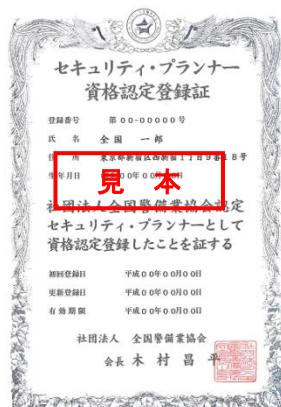 セキュリティ・プランナー
資格認定登録証
登録番号 第 00-00000号
氏 名 全国 一郎
住 所 東京都新宿区西新宿11日9番18号
生年月日 00年00月00日
見 本
社団法人全国警備業協会認定
セキュリティ・プランナーとして
資格認定登録したことを証する
初回登録日 平成00年00月00日
更新登録日 平成00年00月00日
有効期限 平成00年00月00日
社団法人 全国警備業協会
会長 木村昌平